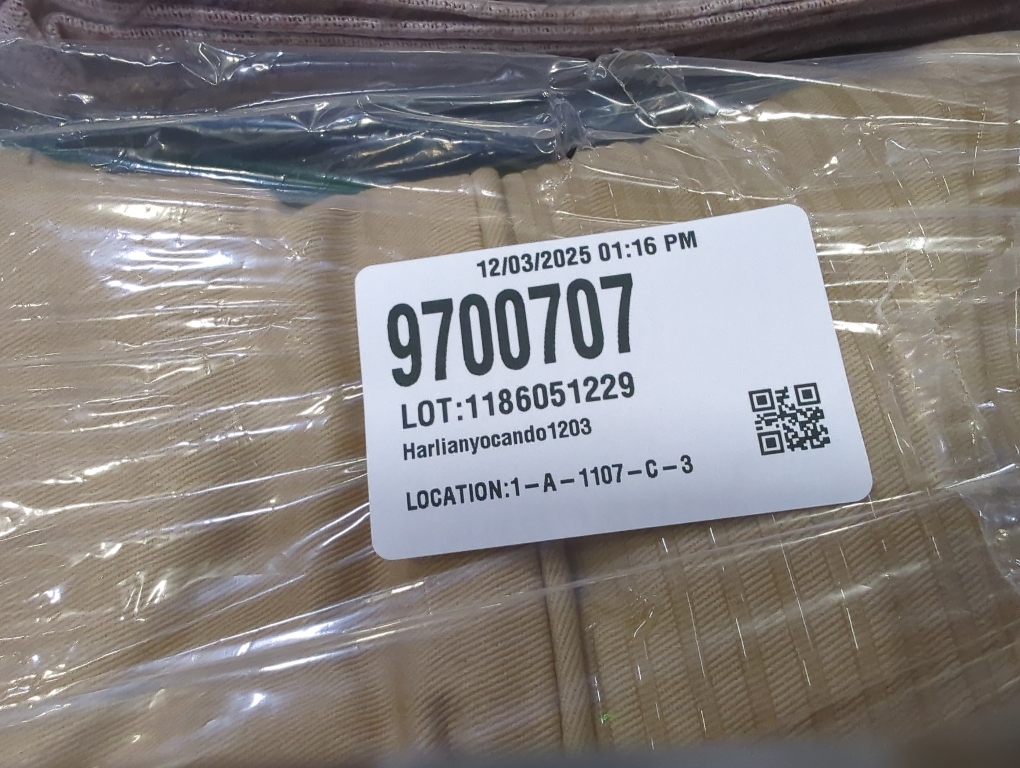 12/03/2025 01:16 PM
9700707
LOT:1186051229
Harlianyocando1203
LOCATION:1-A-1107-C-3